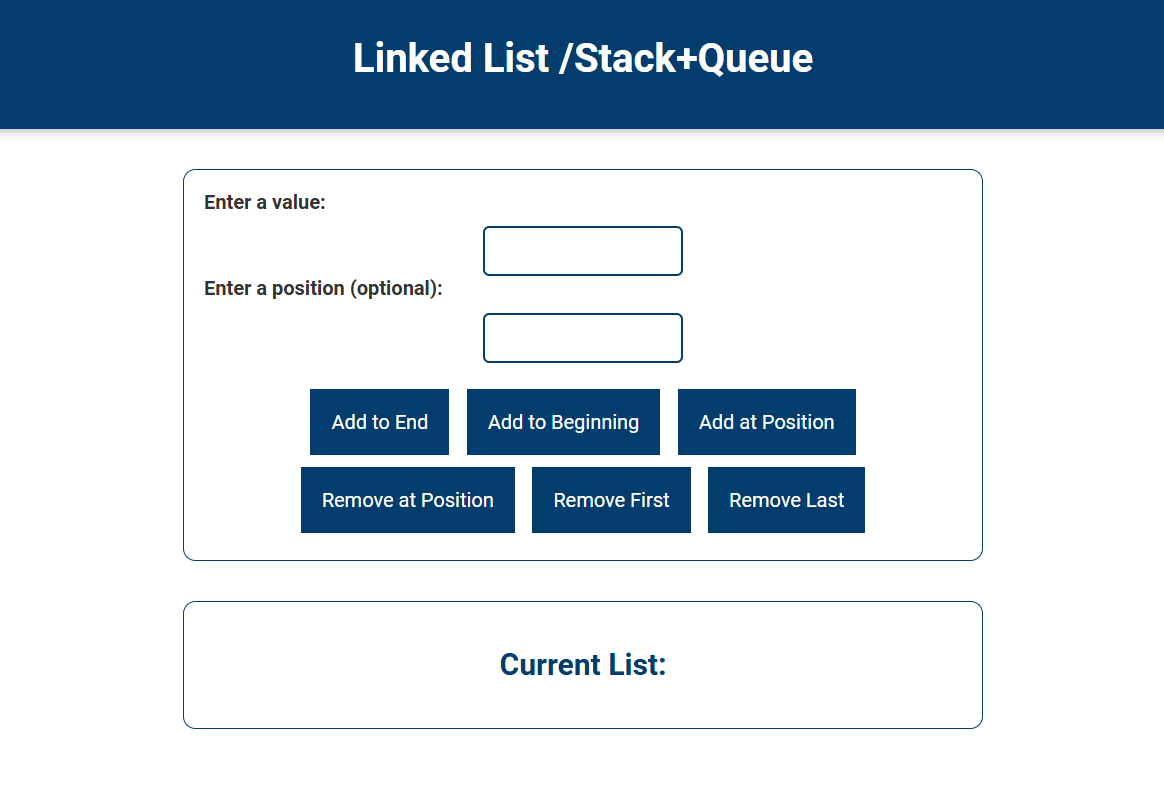 Linked List /Stack+Queue
Enter a value:
Enter a position (optional):
Add to End
Add to Beginning
Add at Position
Remove at Position
Remove First
Remove Last
Current List: